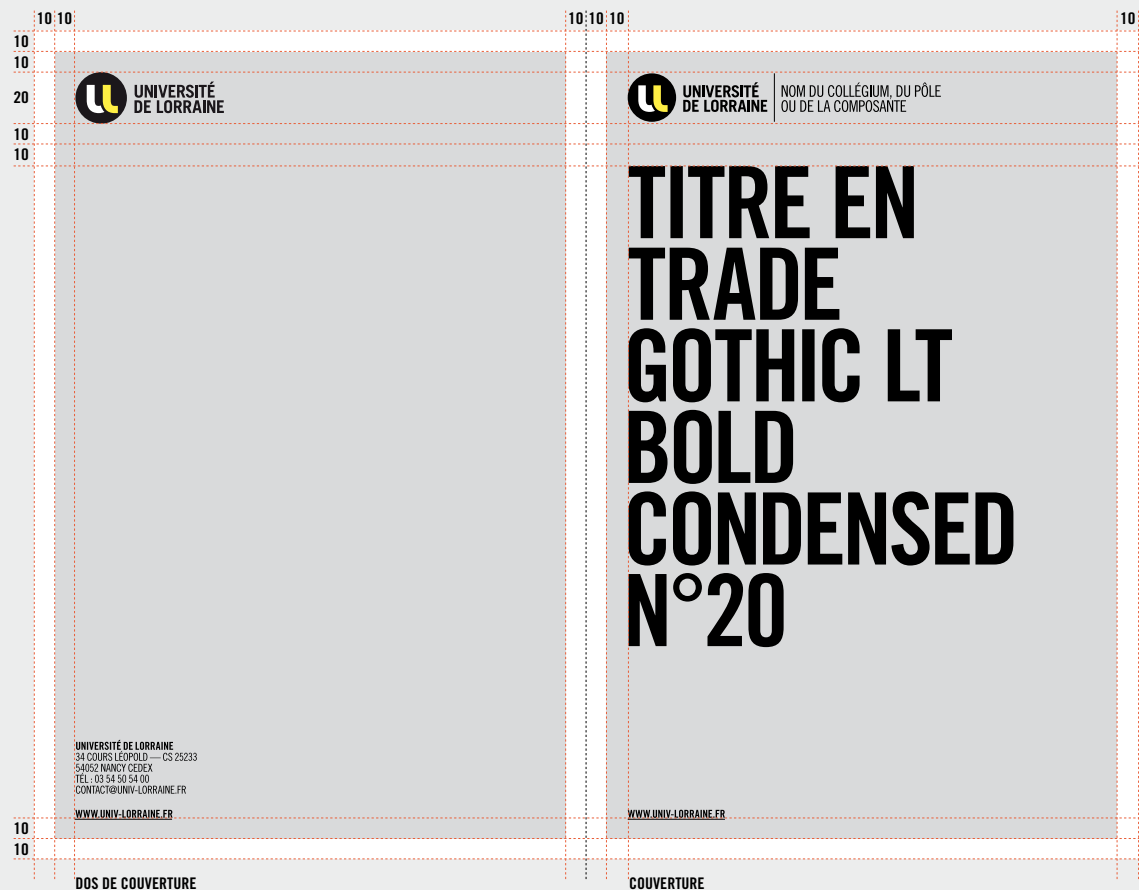 10 10 10 10 10 10
10
10
20
10
10
UNIVERSITÉ
DE LORRAINE
UNIVERSITÉ DE LORRAINE
34 COURS LÉOPOLD — CS 25233
54052 NANCY CEDEX
TÉL : 03 54 50 54 00
CONTACT@UNIV-LORRAINE.FR
WWW.UNIV-LORRAINE.FR
10
10
DOS DE COUVERTURE
UNIVERSITÉ
DE LORRAINE
NOM DU COLLÉGIUM, DU PÔLE
OU DE LA COMPOSANTE
TITRE EN
TRADE
GOTHIC LT
BOLD
CONDENSED
N°20
WWW.UNIV-LORRAINE.FR
COUVERTURE